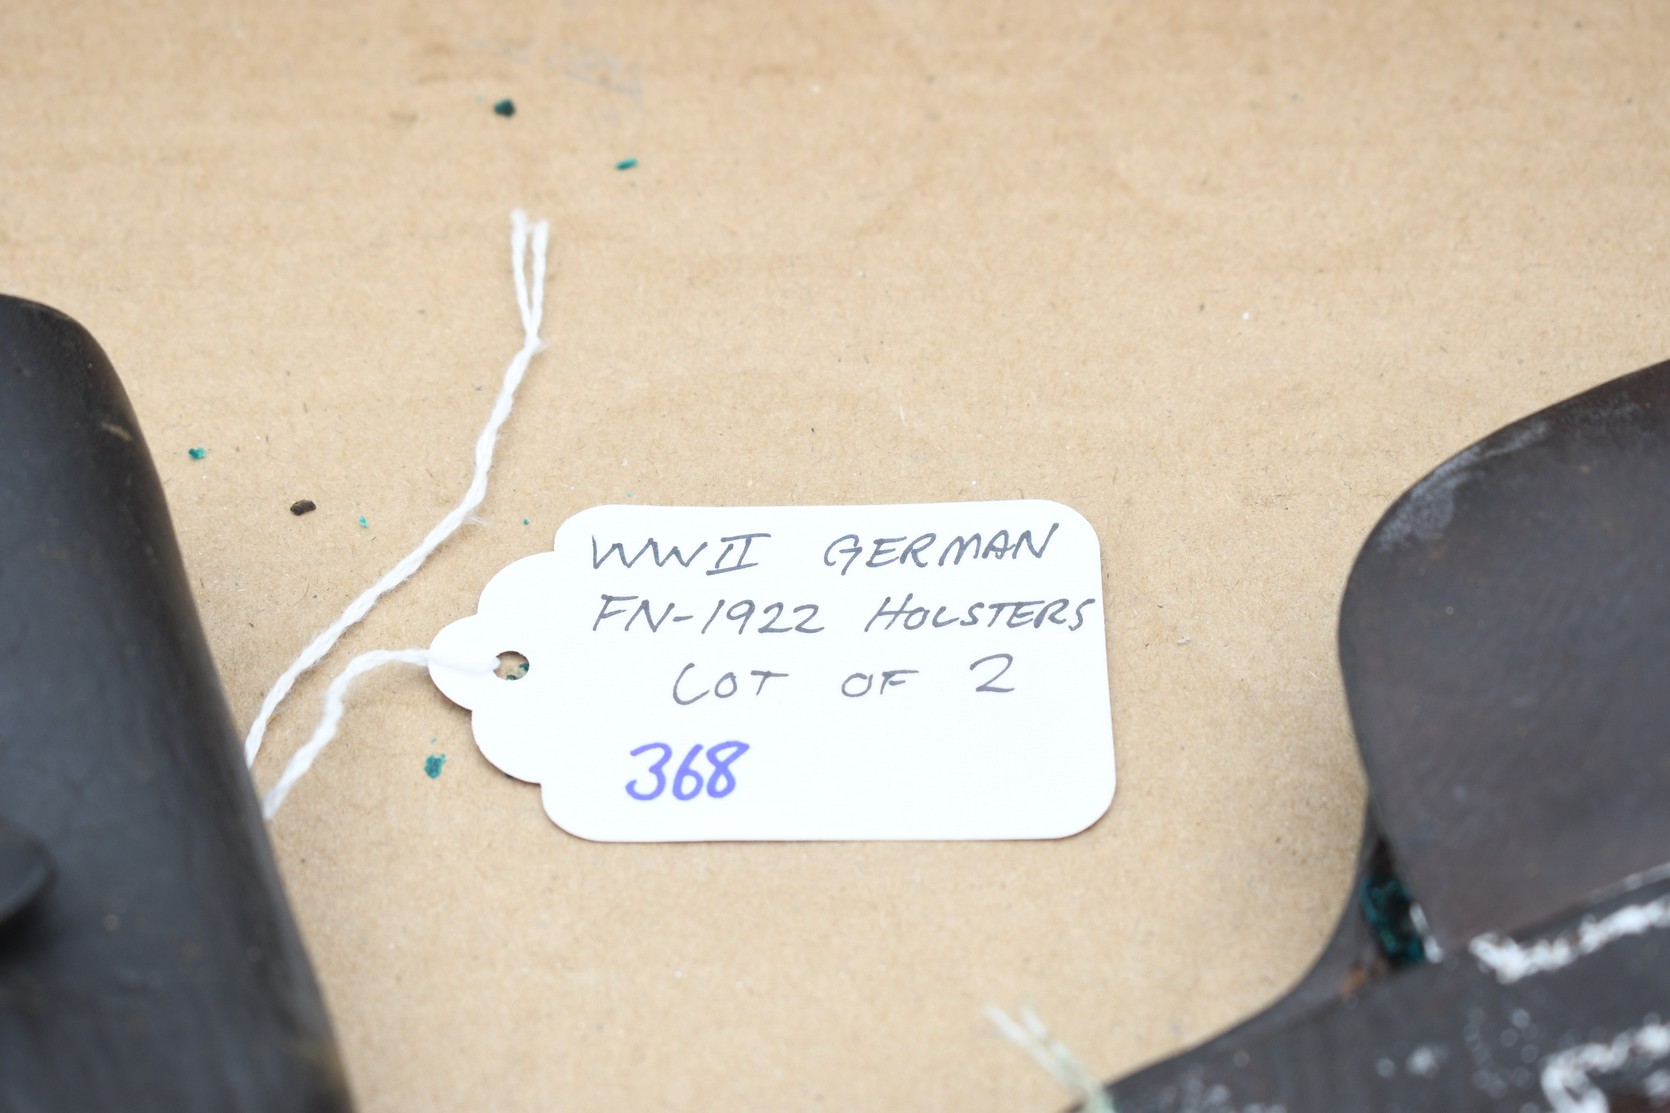 WWII GERMAN
FN-1922 HOLSTERS
LOT OF 2
368